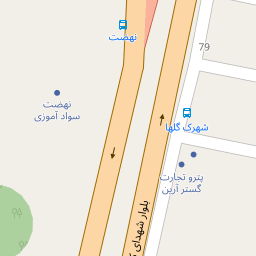 نهضت
79
نهضت
سواد آموزی
شهرک گلها
پترو تجارت
گستر آرین
بلوار شهدای